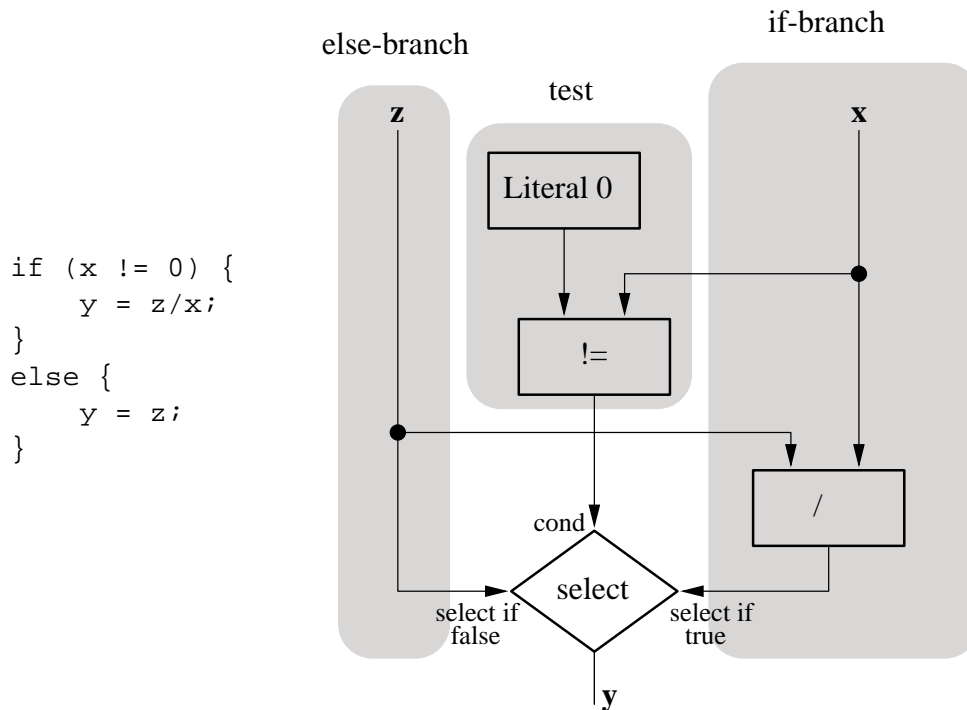 if-branch
else-branch
test
z
x
Literal 0
if (x != 0) {
    y = z/x;
}
else {
    y = z;
}
!=
/
cond
select
select if
false
select if
true
y